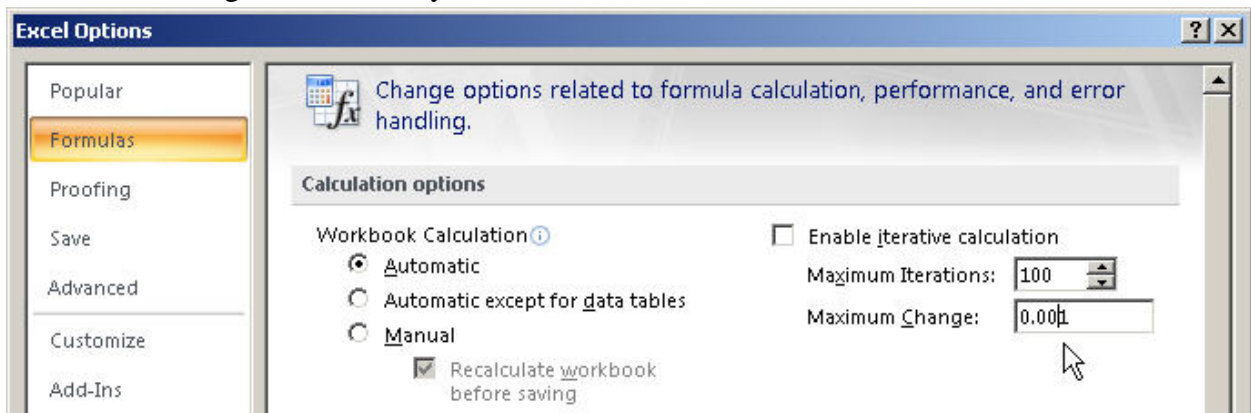 Excel Options
Popular
Formulas
Proofing
Save
Advanced
Customize
Add-Ins
Change options related to formula calculation, performance, and error
handling.
Calculation options
Workbook Calculation
Automatic
Automatic except for data tables
Manual
Recalculate workbook
before saving
Enable iterative calculation
Maximum Iterations: 100
Maximum Change: 0.001